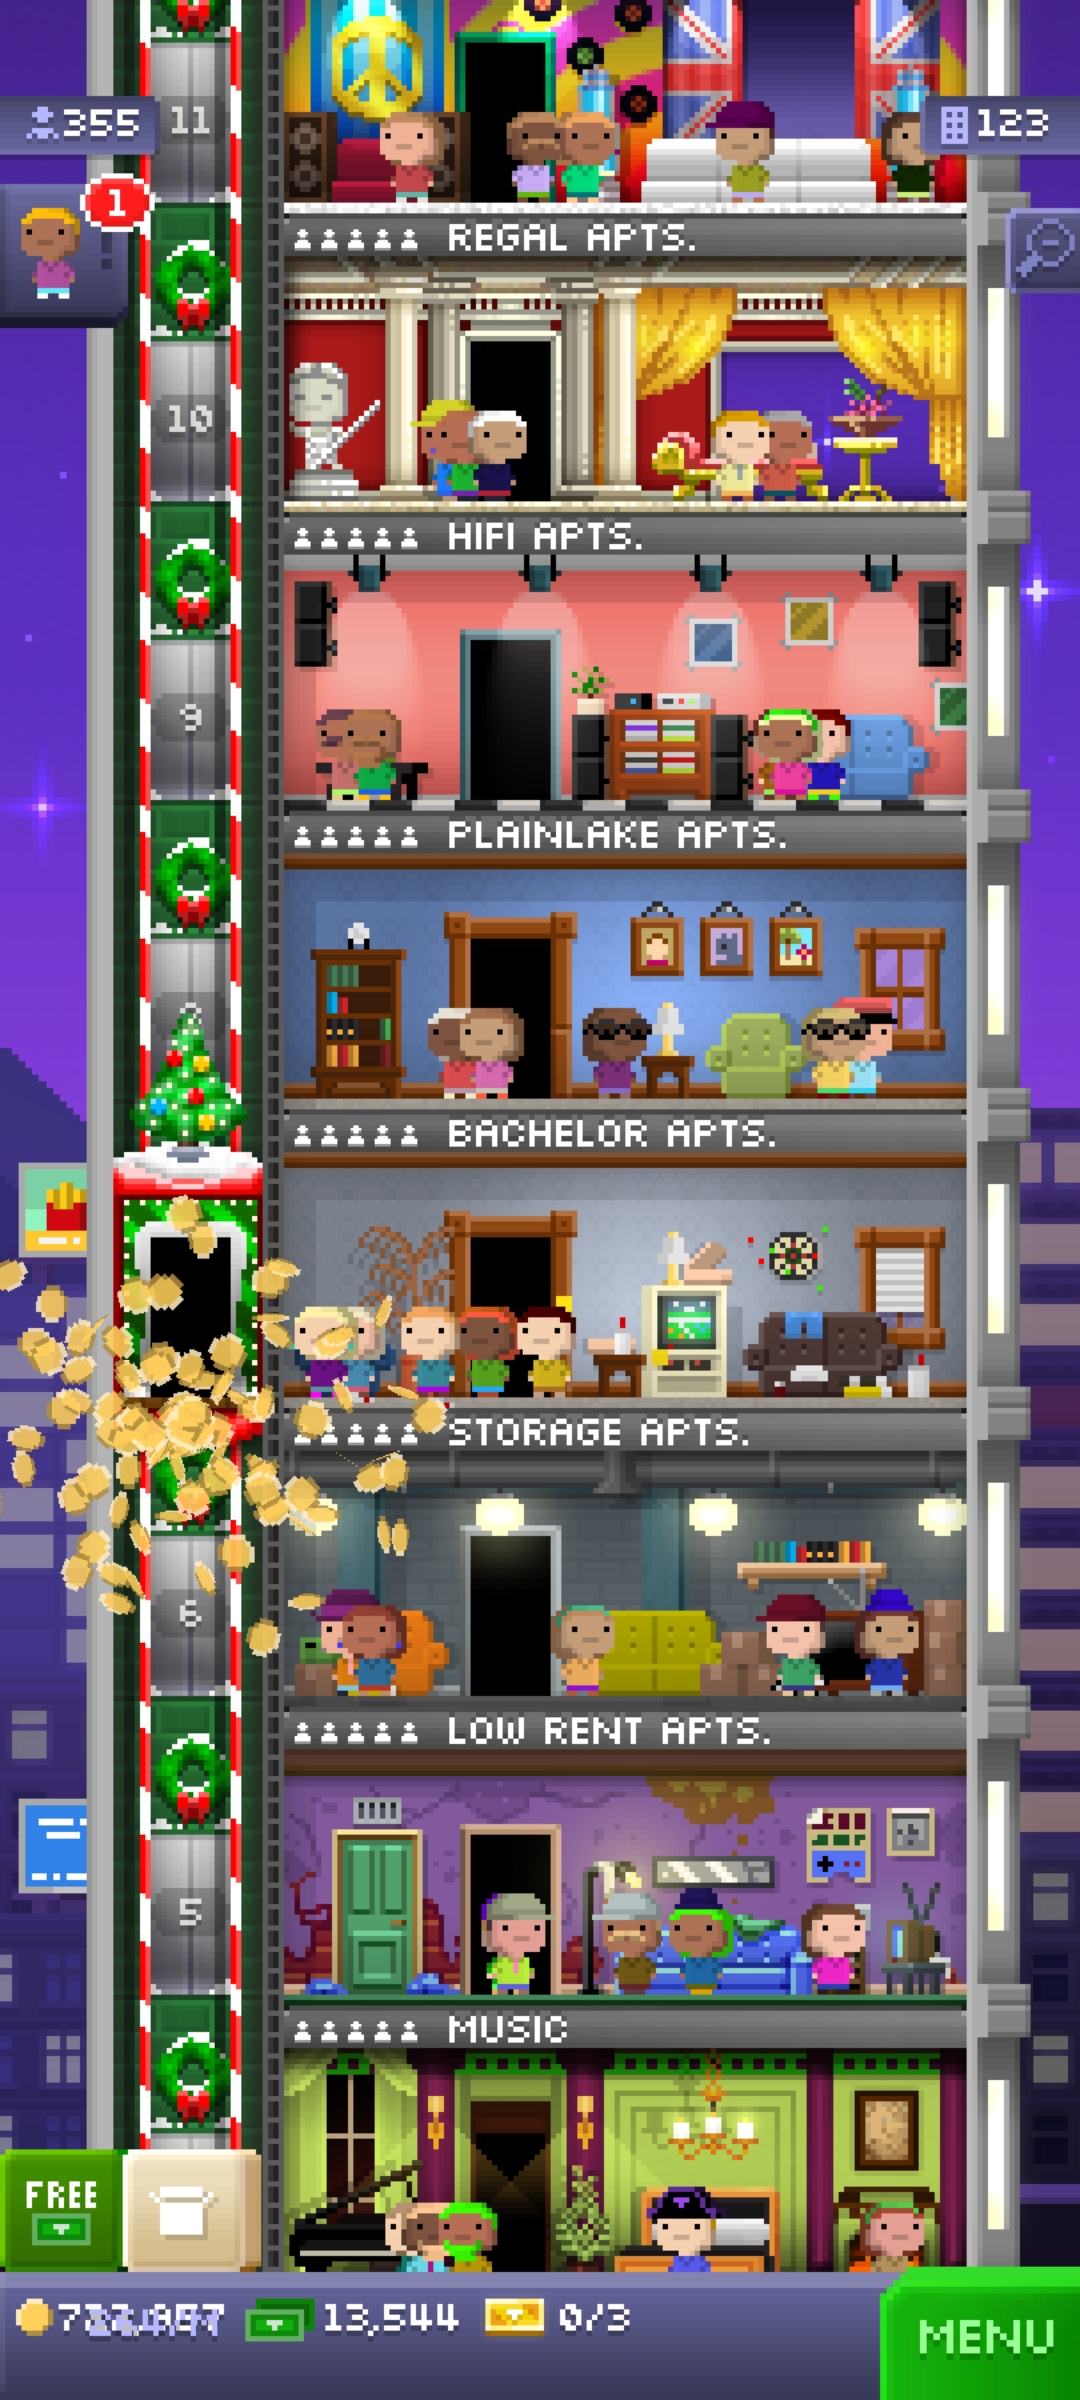 11
355
123
1
REGAL APTS.
10
HIFI APTS.
9
PLAINLAKE APTS.
BACHELOR APTS.
STORAGE APTS.
6
LOW RENT APTS.
5
MUSIC
FREE
13,544
0/3
MENU